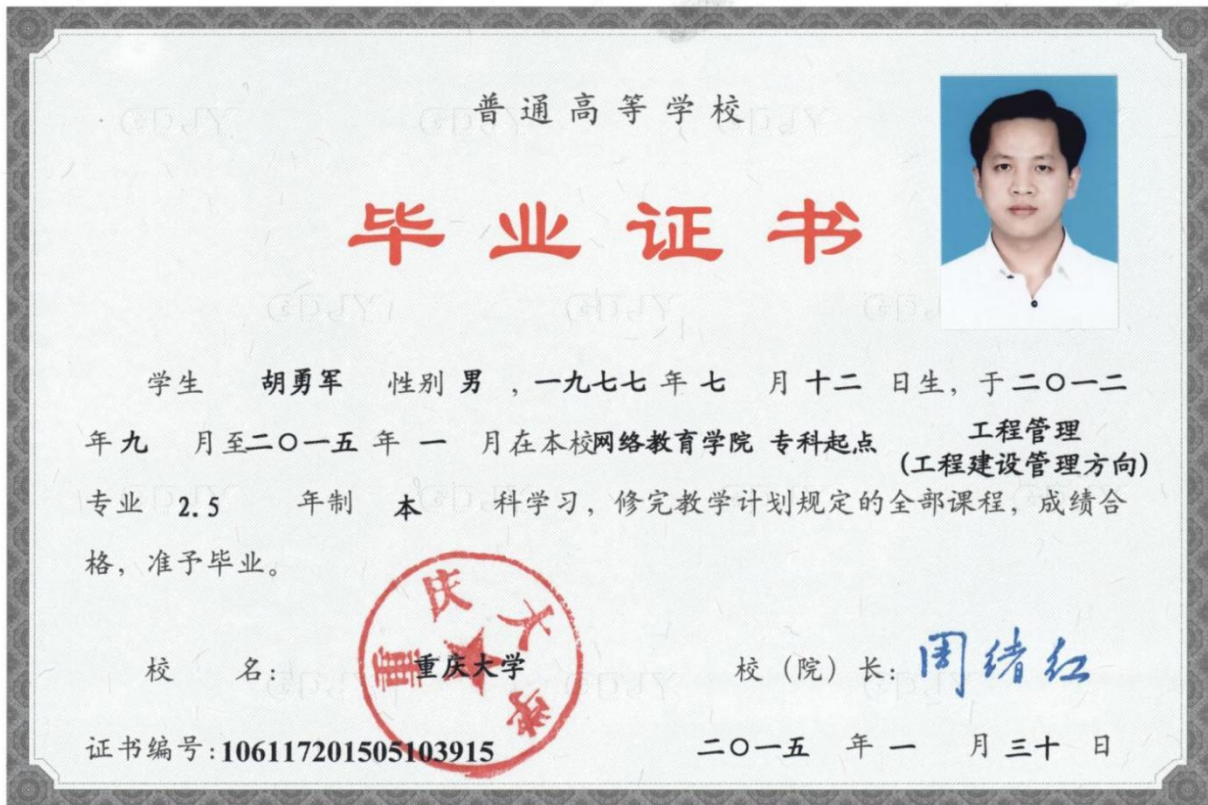 普通高等学校
毕业证书
学生 胡勇军 性别 男 ，一九七七 年 七 月 十二 日生，于 二〇一二
年 九 月至 二〇一五 年 一 月在本校 网络教育学院 专科起点 工程管理
(工程建设管理方向)
专业 2.5 年制 本 科学习，修完教学计划规定的全部课程，成绩合
格，准予毕业。
重庆大学
校 名： 重庆大学 校（院）长：周绪红
证书编号：106117201505103915 二〇一五 年 一 月 三十 日